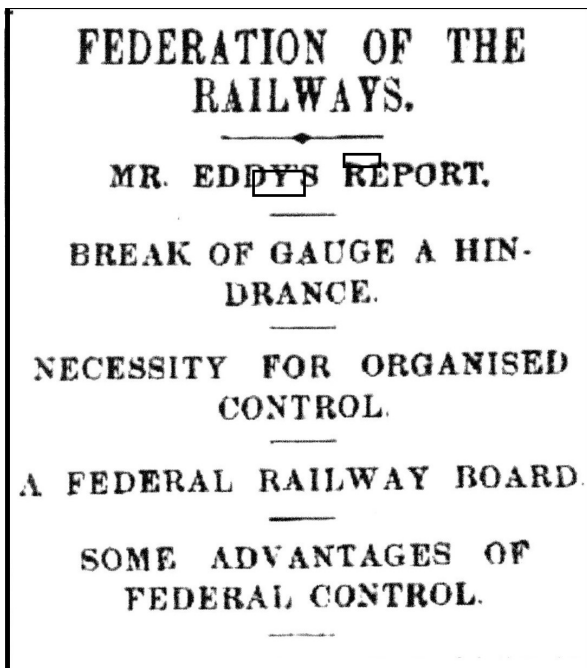 FEDERATION OF THE
RAILWAYS.
MR. EDDY'S REPORT.
BREAK OF GAUGE A HIN-
DRANCE.
NECESSITY FOR ORGANISED
CONTROL.
A FEDERAL RAILWAY BOARD.
SOME ADVANTAGES OF
FEDERAL CONTROL.